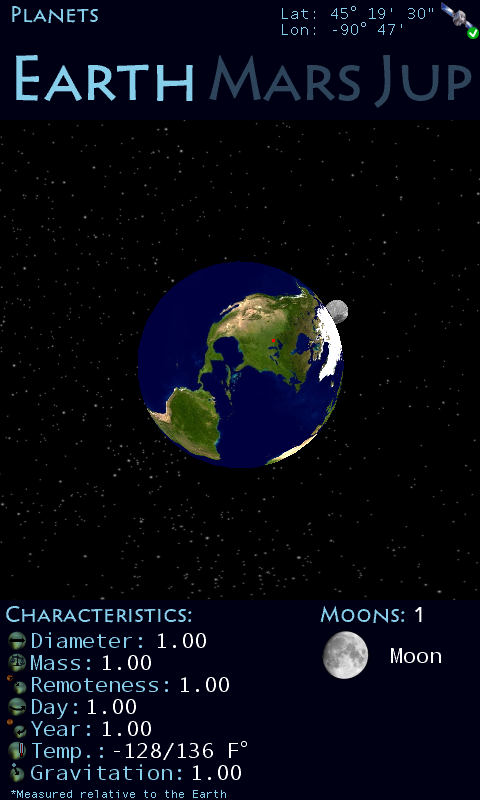 Planets
Lat: 45° 19' 30"
Lon: -90° 47'
Earth Mars Jup
Characteristics:
Diameter: 1.00
Mass: 1.00
Remoteness: 1.00
Day: 1.00
Year: 1.00
Temp.: -128/136 F°
Gravitation: 1.00
*Measured relative to the Earth
Moons: 1
Moon